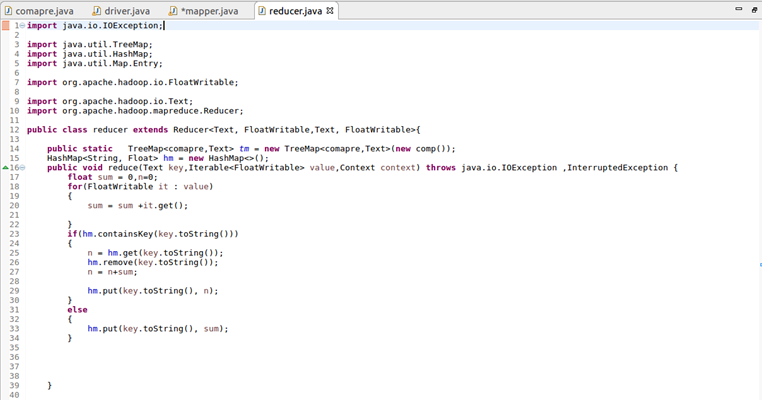 comapre.java driver.java *mapper.java reducer.java
1 import java.io.IOException;
2
3 import java.util.TreeMap;
4 import java.util.HashMap;
5 import java.util.Map.Entry;
6
7 import org.apache.hadoop.io.FloatWritable;
8
9 import org.apache.hadoop.io.Text;
10 import org.apache.hadoop.mapreduce.Reducer;
11
12 public class reducer extends Reducer<Text, FloatWritable,Text, FloatWritable>{
13
14 public static TreeMap<comapre,Text> tm = new TreeMap<comapre,Text>(new comp());
15 HashMap<String, Float> hm = new HashMap<>();
16 public void reduce(Text key,Iterable<FloatWritable> value,Context context) throws java.io.IOException ,InterruptedException {
17 float sum = 0,n=0;
18 for(FloatWritable it : value)
19 {
20 sum = sum +it.get();
21
22 }
23 if(hm.containsKey(key.toString()))
24 {
25 n = hm.get(key.toString());
26 hm.remove(key.toString());
27 n = n+sum;
28
29 hm.put(key.toString(), n);
30 }
31 else
32 {
33 hm.put(key.toString(), sum);
34 }
35
36
37
38
39 }
40